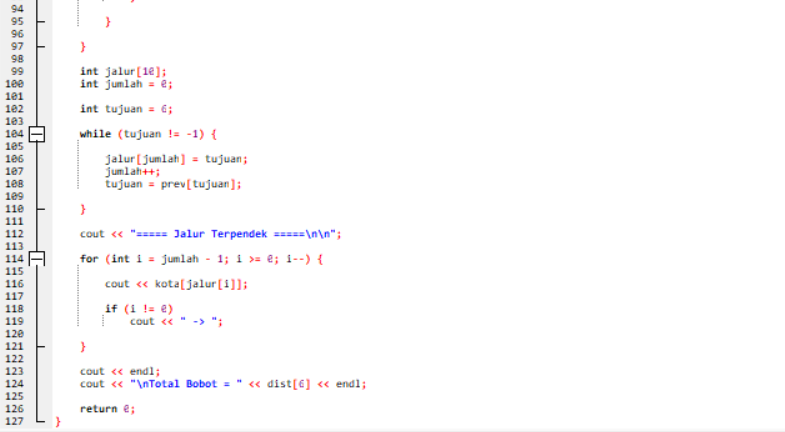 94
95 }
96
97 }
98
99 int jalur[10];
100 int jumlah = 0;
101
102 int tujuan = 6;
103
104 while (tujuan != -1) {
105
106 jalur[jumlah] = tujuan;
107 jumlah++;
108 tujuan = prev[tujuan];
109
110 }
111
112 cout << "===== Jalur Terpendek =====\n\n";
113
114 for (int i = jumlah - 1; i >= 0; i--) {
115
116 cout << kota[jalur[i]];
117
118 if (i != 0)
119 cout << " -> ";
120
121 }
122
123 cout << endl;
124 cout << "\nTotal Bobot = " << dist[6] << endl;
125
126 return 0;
127 }